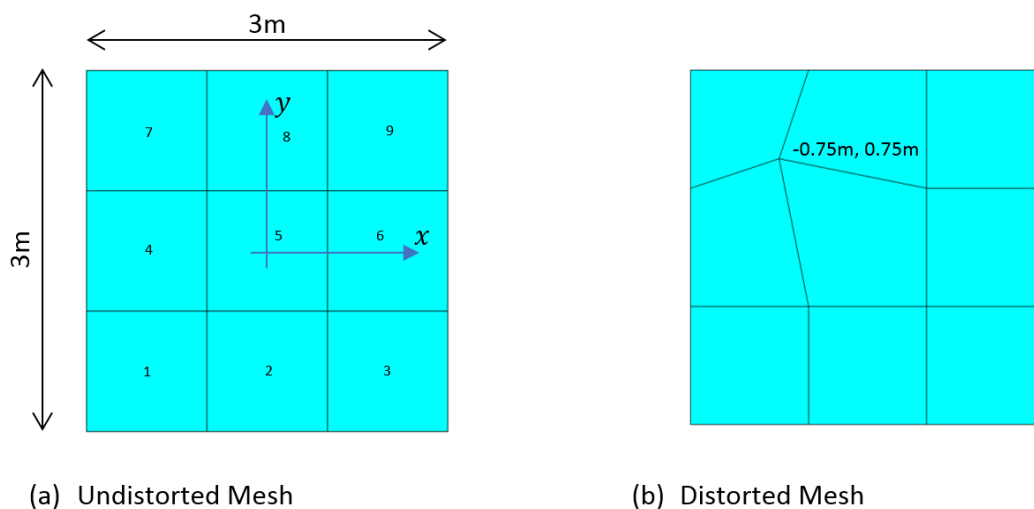 3m
3m
y
7
8
9
-0.75m, 0.75m
4
5
6
x
1
2
3
(a) Undistorted Mesh
(b) Distorted Mesh